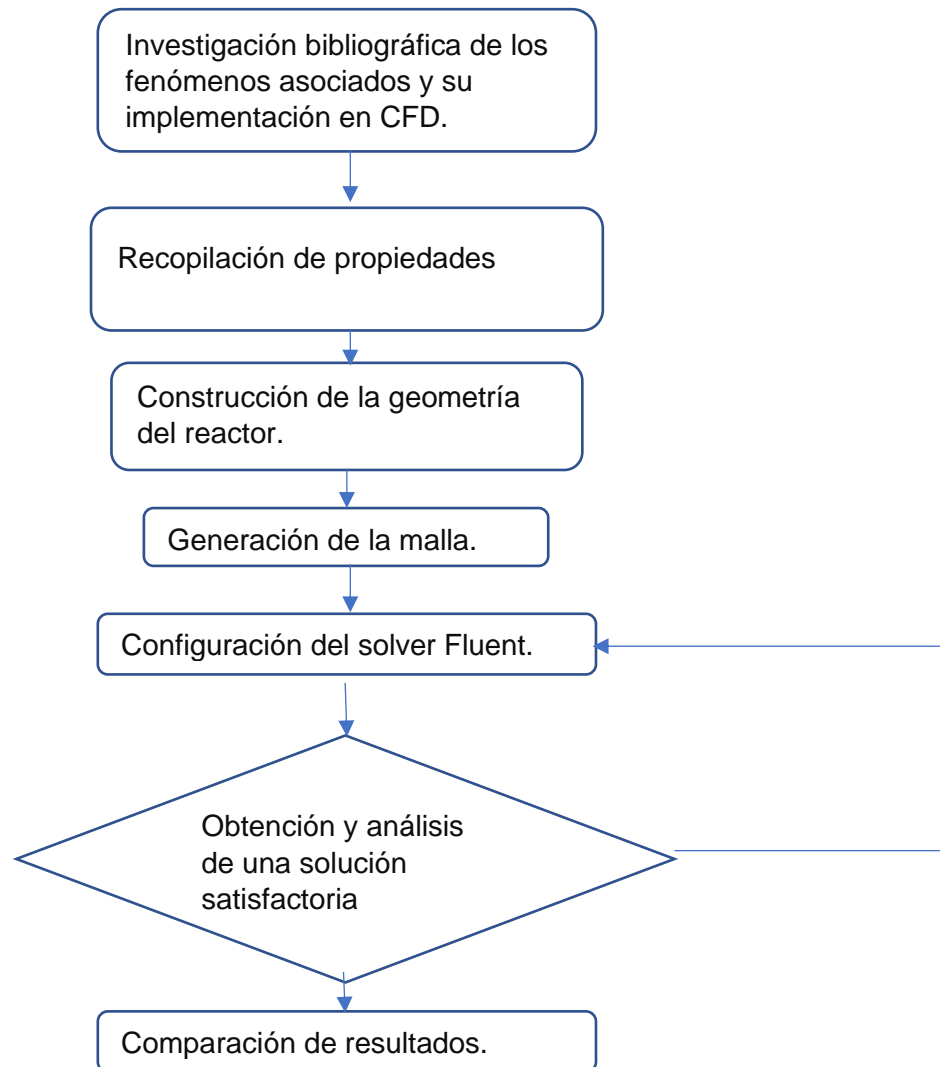 Investigación bibliográfica de los
fenómenos asociados y su
implementación en CFD.
Recopilación de propiedades
Construcción de la geometría
del reactor.
Generación de la malla.
Configuración del solver Fluent.
Obtención y análisis
de una solución
satisfactoria
Comparación de resultados.